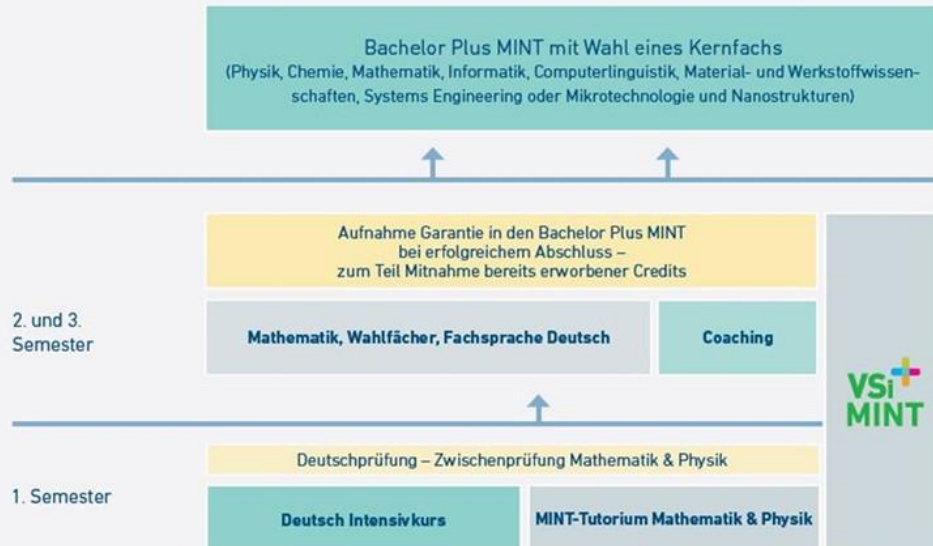 Bachelor Plus MINT mit Wahl eines Kernfachs
(Physik, Chemie, Mathematik, Informatik, Computerlinguistik, Material- und Werkstoffwissen-
schaften, Systems Engineering oder Mikrotechnologie und Nanostrukturen)
Aufnahme Garantie in den Bachelor Plus MINT
bei erfolgreichem Abschluss –
zum Teil Mitnahme bereits erworbener Credits
2. und 3.
Semester
Mathematik, Wahlfächer, Fachsprache Deutsch
Coaching
VSi
MINT
Deutschprüfung – Zwischenprüfung Mathematik & Physik
1. Semester
Deutsch Intensivkurs
MINT-Tutorium Mathematik & Physik